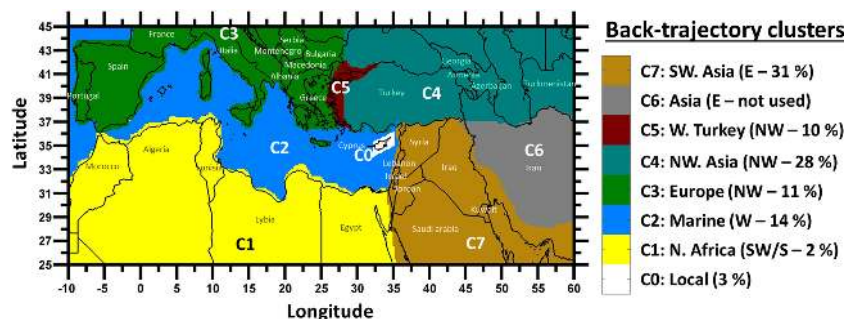 Back-trajectory clusters
45
43
41
39
37
35
33
31
29
27
25
Latitude
-10
-5
0
5
10
15
20
25
30
35
40
45
50
55
60
Longitude
France
C3
Italia
Serbia
Montenegro
Bulgaria
Macedonia
Albania
Greece
Spain
Portugal
C5
Turkey
C4
Georgia
Armenia
Azerbaijan
Turkmenistan
Morocco
Algeria
Tunisia
C2
Cyprus
C0
Syria
Lebanon
Israel
Jordan
Iraq
C6
Iran
Kuwait
Lybia
Egypt
Saudi arabia
C1
C7
C7: SW. Asia (E – 31 %)
C6: Asia (E – not used)
C5: W. Turkey (NW – 10 %)
C4: NW. Asia (NW – 28 %)
C3: Europe (NW – 11 %)
C2: Marine (W – 14 %)
C1: N. Africa (SW/S – 2 %)
C0: Local (3 %)